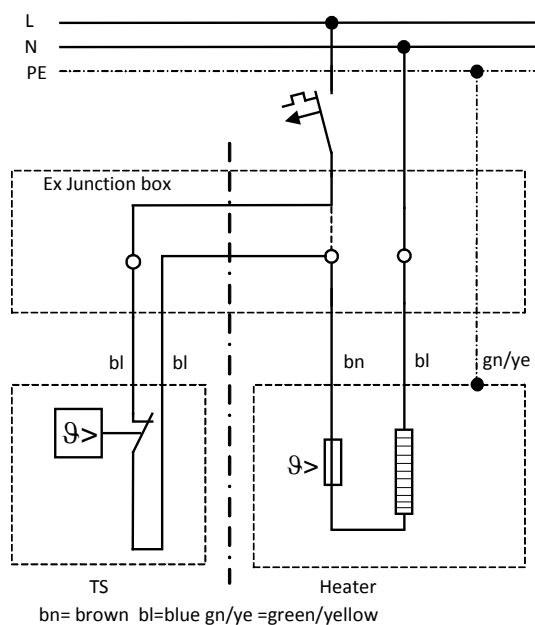 L
N
PE
Ex Junction box
bl bl bn bl gn/ye
ϑ> ϑ>
TS Heater
bn= brown bl=blue gn/ye =green/yellow